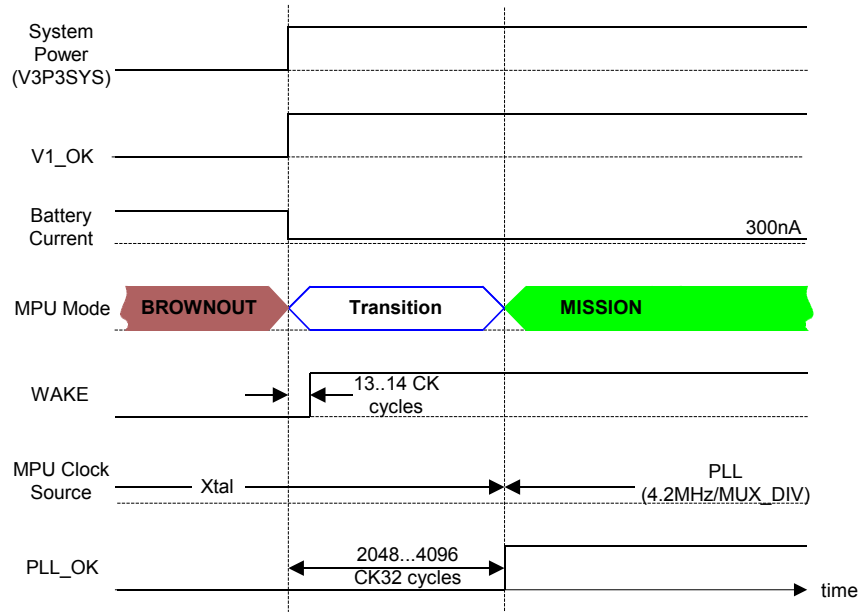 System
Power
(V3P3SYS)
V1_OK
Battery
Current
300nA
MPU Mode
BROWNOUT
Transition
MISSION
WAKE
13..14 CK
cycles
MPU Clock
Source
Xtal
PLL
(4.2MHz/MUX_DIV)
PLL_OK
2048...4096
CK32 cycles
time